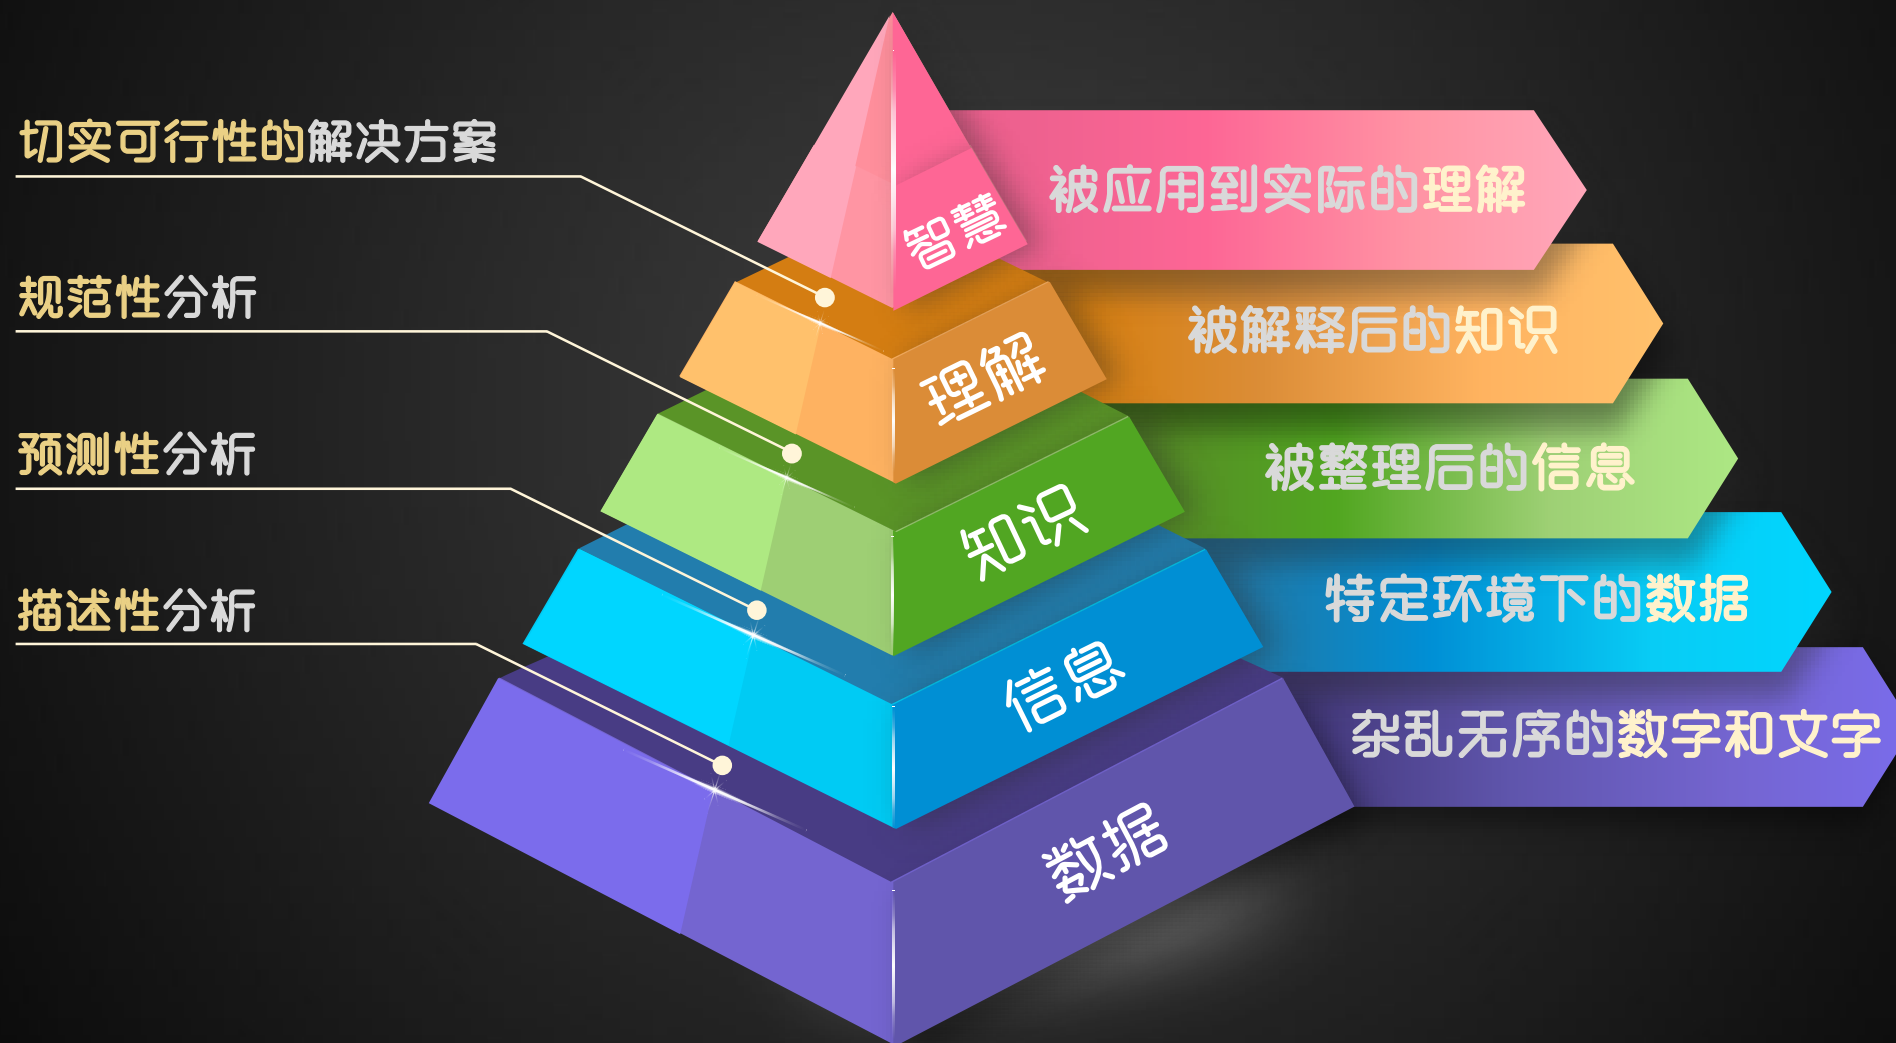 切实可行性的解决方案
被应用到实际的理解
智慧
规范性分析
被解释后的知识
理解
预测性分析
被整理后的信息
知识
描述性分析
特定环境下的数据
信息
杂乱无序的数字和文字
数据